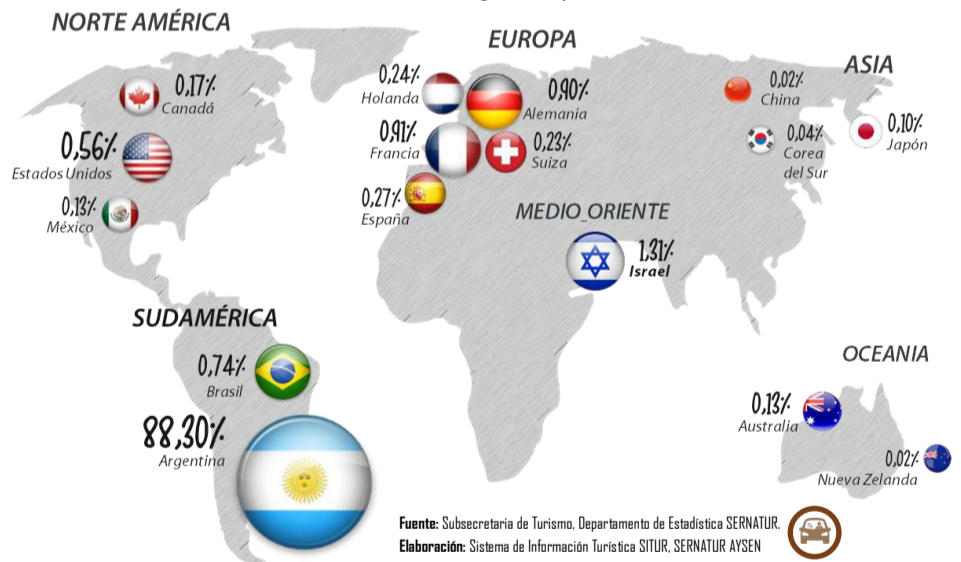 NORTE AMÉRICA
0,17%
Canadá
0,56%
Estados Unidos
0,13%
México
EUROPA
0,24%
Holanda
0,90%
Alemania
0,91%
Francia
0,23%
Suiza
0,27%
España
ASIA
0,02%
China
0,04%
Corea
del Sur
0,10%
Japón
MEDIO_ORIENTE
1,31%
Israel
SUDAMÉRICA
0,74%
Brasil
88,30%
Argentina
OCEANIA
0,13%
Australia
0,02%
Nueva Zelanda
Fuente: Subsecretaria de Turismo, Departamento de Estadística SERNATUR.
Elaboración: Sistema de Información Turística SITUR, SERNATUR AYSEN